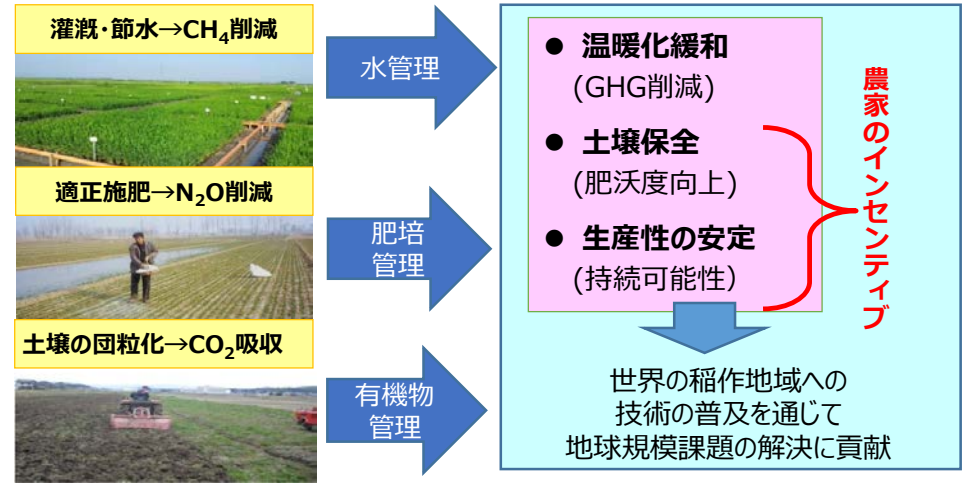 灌漑・節水→CH₄削減
水管理
適正施肥→N₂O削減
肥培
管理
土壌の団粒化→CO₂吸収
有機物
管理
● 温暖化緩和
(GHG削減)
● 土壌保全
(肥沃度向上)
● 生産性の安定
(持続可能性)
農家のインセンティブ
世界の稲作地域への
技術の普及を通じて
地球規模課題の解決に貢献